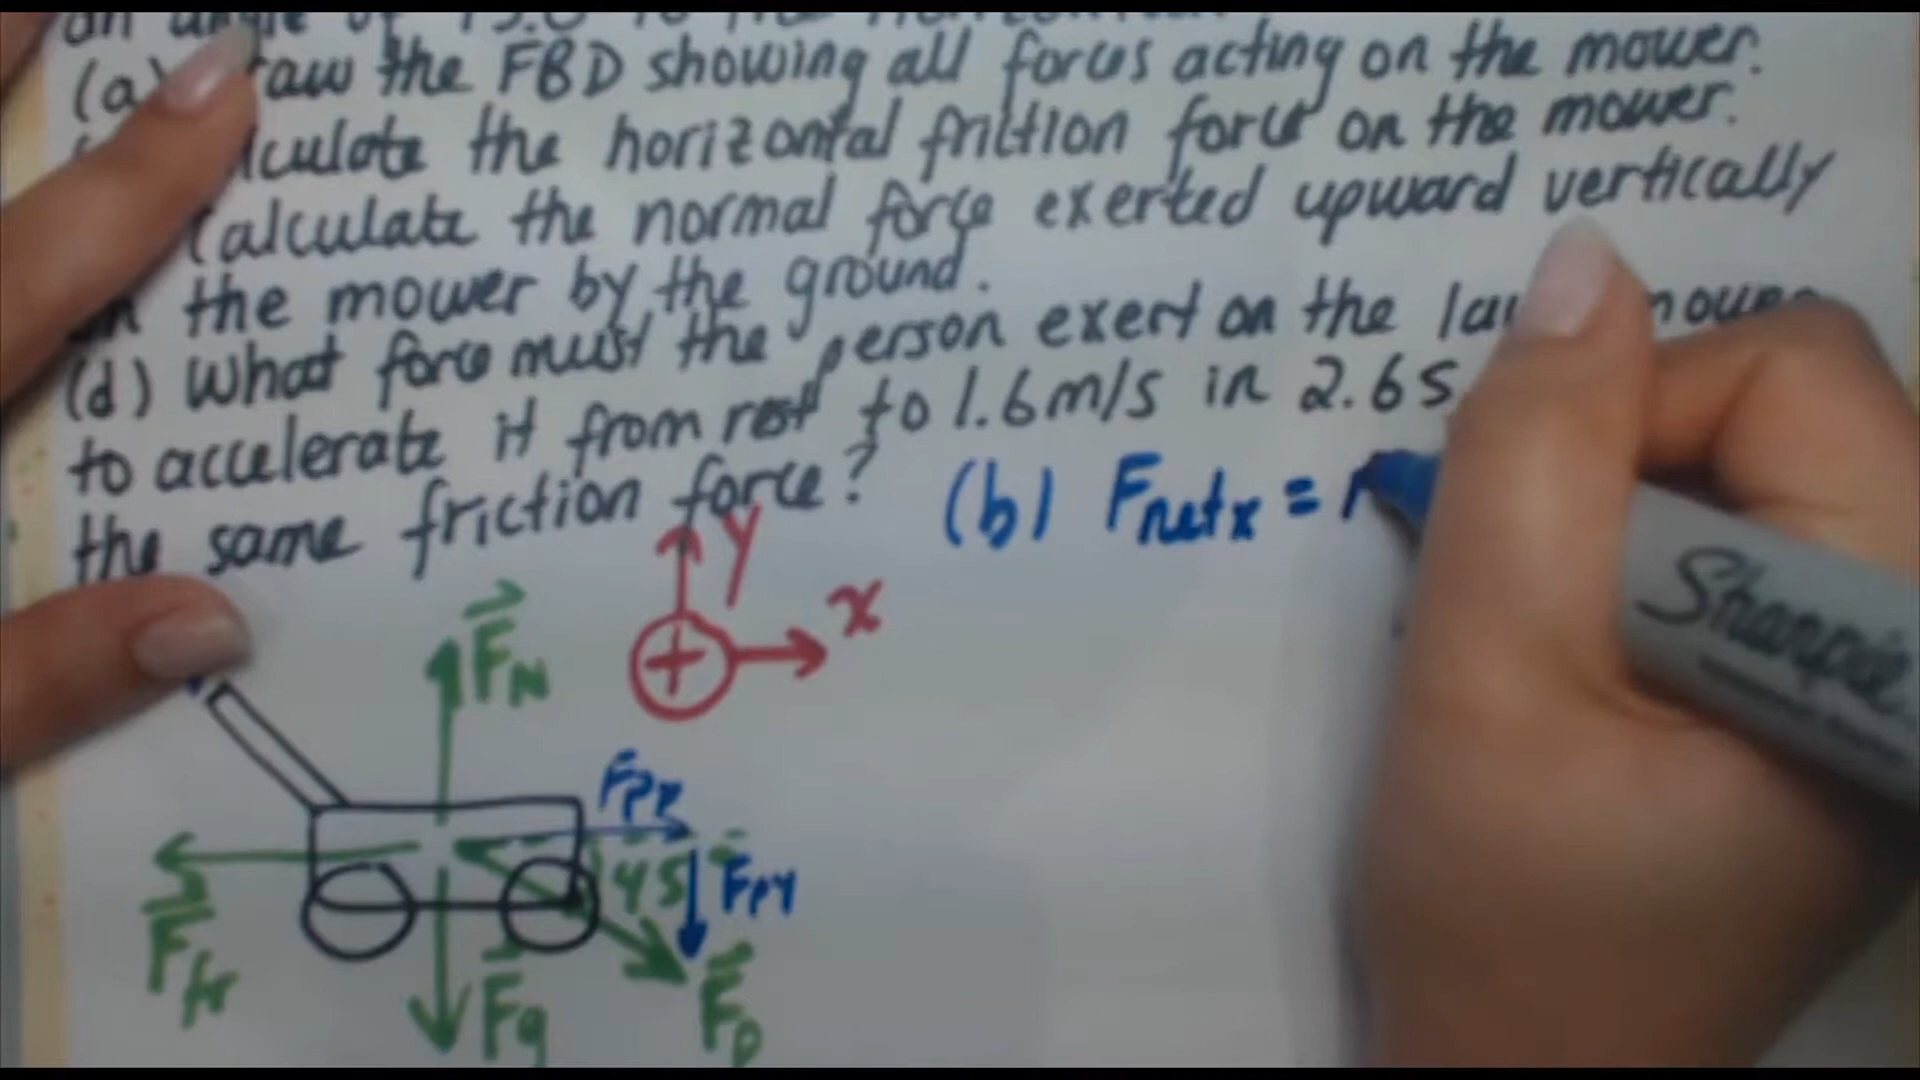 (a) raw the FBD showing all forces acting on the mower.
lculate the horizontal friction force on the mower.
Calculate the normal force exerted upward vertically
the mower by the ground.
(d) What force must the person exert on the
to accelerate it from rest to 1.6m/s in 2.6s
the same friction force?
(b) Fnetx =
y
x
+
FN
FPx
45°
FPY
Ffr
Fg
FP
Sharpie